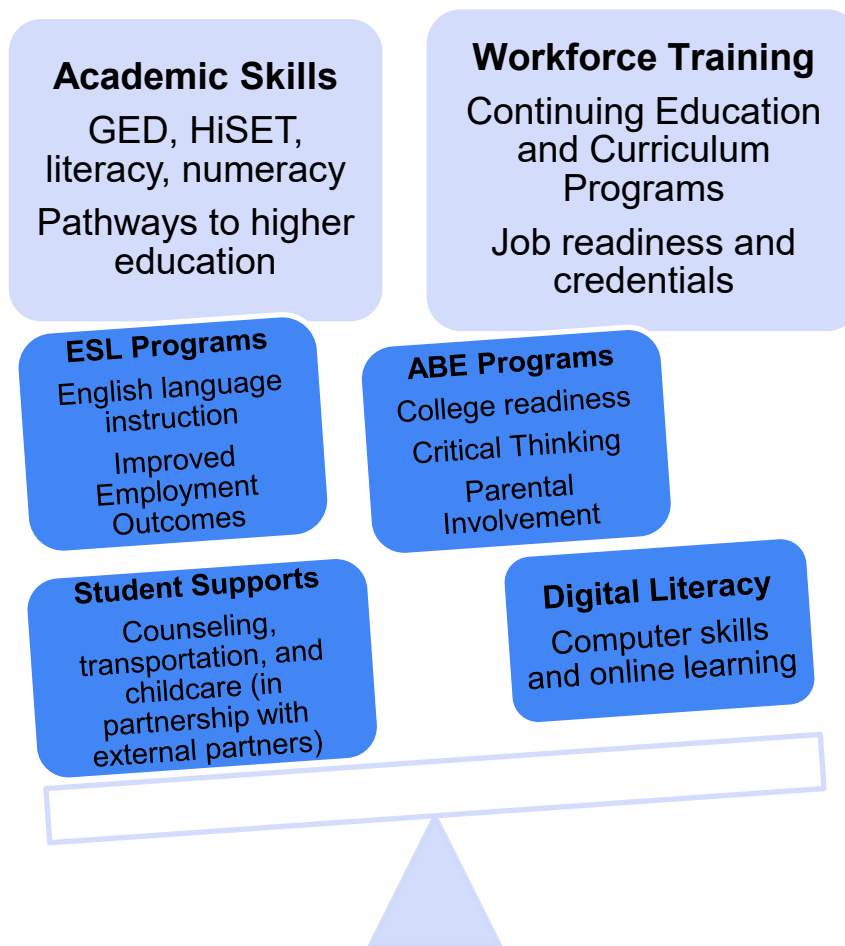 Academic Skills
GED, HiSET,
literacy, numeracy
Pathways to higher
education
Workforce Training
Continuing Education
and Curriculum
Programs
Job readiness and
credentials
ESL Programs
English language
instruction
Improved
Employment
Outcomes
ABE Programs
College readiness
Critical Thinking
Parental
Involvement
Student Supports
Counseling,
transportation, and
childcare (in
partnership with
external partners)
Digital Literacy
Computer skills
and online learning